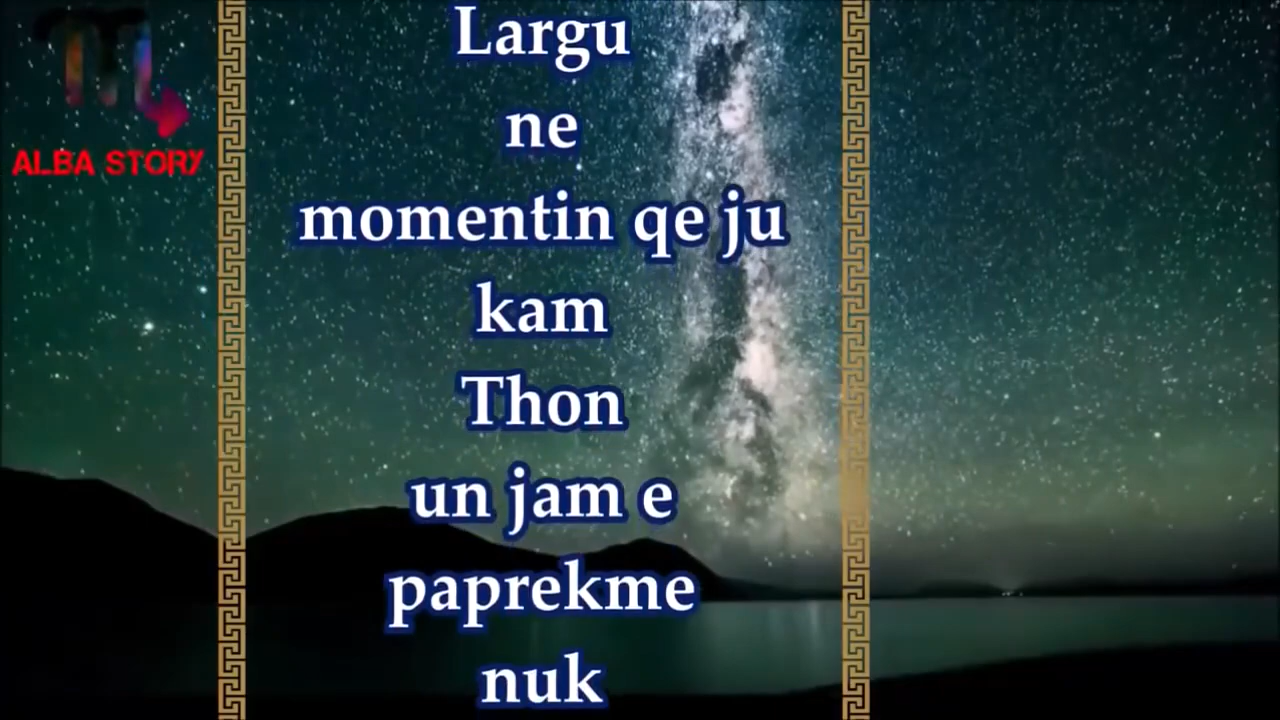 ALBA STORY
Largu
ne
momentin qe ju
kam
Thon
un jam e
paprekme
nuk